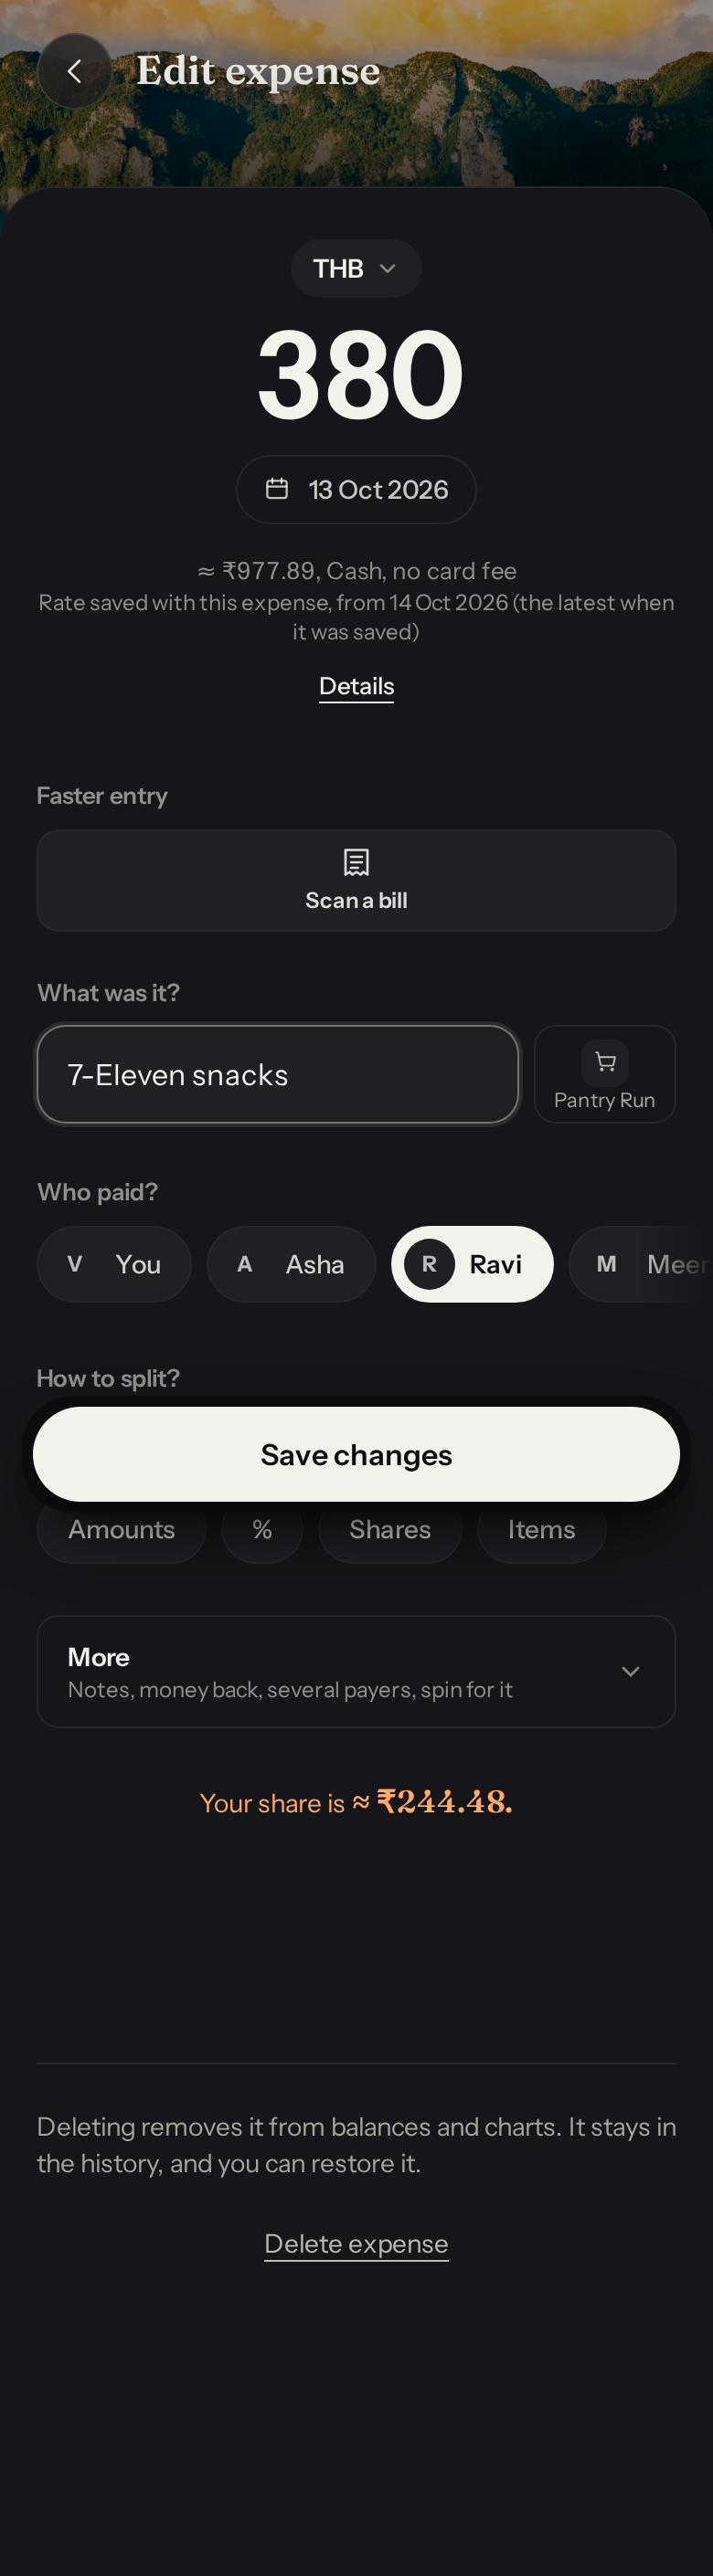 Edit expense
THB
380
13 Oct 2026
≈ ₹977.89, Cash, no card fee
Rate saved with this expense, from 14 Oct 2026 (the latest when
it was saved)
Details
Faster entry
Scan a bill
What was it?
7-Eleven snacks
Pantry Run
Who paid?
V You A Asha R Ravi M
How to split?
Save changes
Amounts % Shares Items
More
Notes, money back, several payers, spin for it
Your share is ≈ ₹244.48.
Deleting removes it from balances and charts. It stays in
the history, and you can restore it.
Delete expense